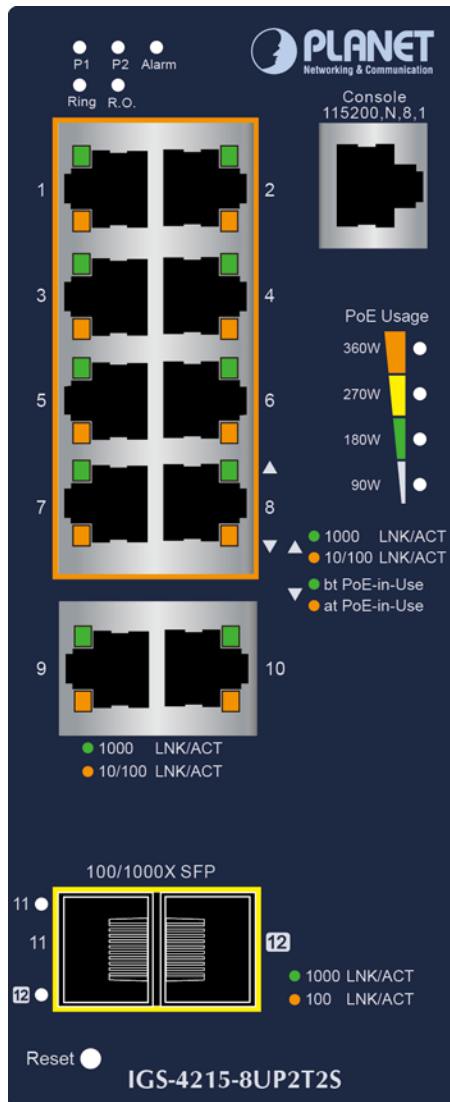 P1 P2 Alarm
Ring R.O.
PLANET
Networking & Communication
Console
115200,N,8,1
1 2
3 4
5 6
7 8
PoE Usage
360W
270W
180W
90W
1000 LNK/ACT
10/100 LNK/ACT
bt PoE-in-Use
at PoE-in-Use
9 10
1000 LNK/ACT
10/100 LNK/ACT
100/1000X SFP
11
11 12
12
1000 LNK/ACT
100 LNK/ACT
Reset
IGS-4215-8UP2T2S